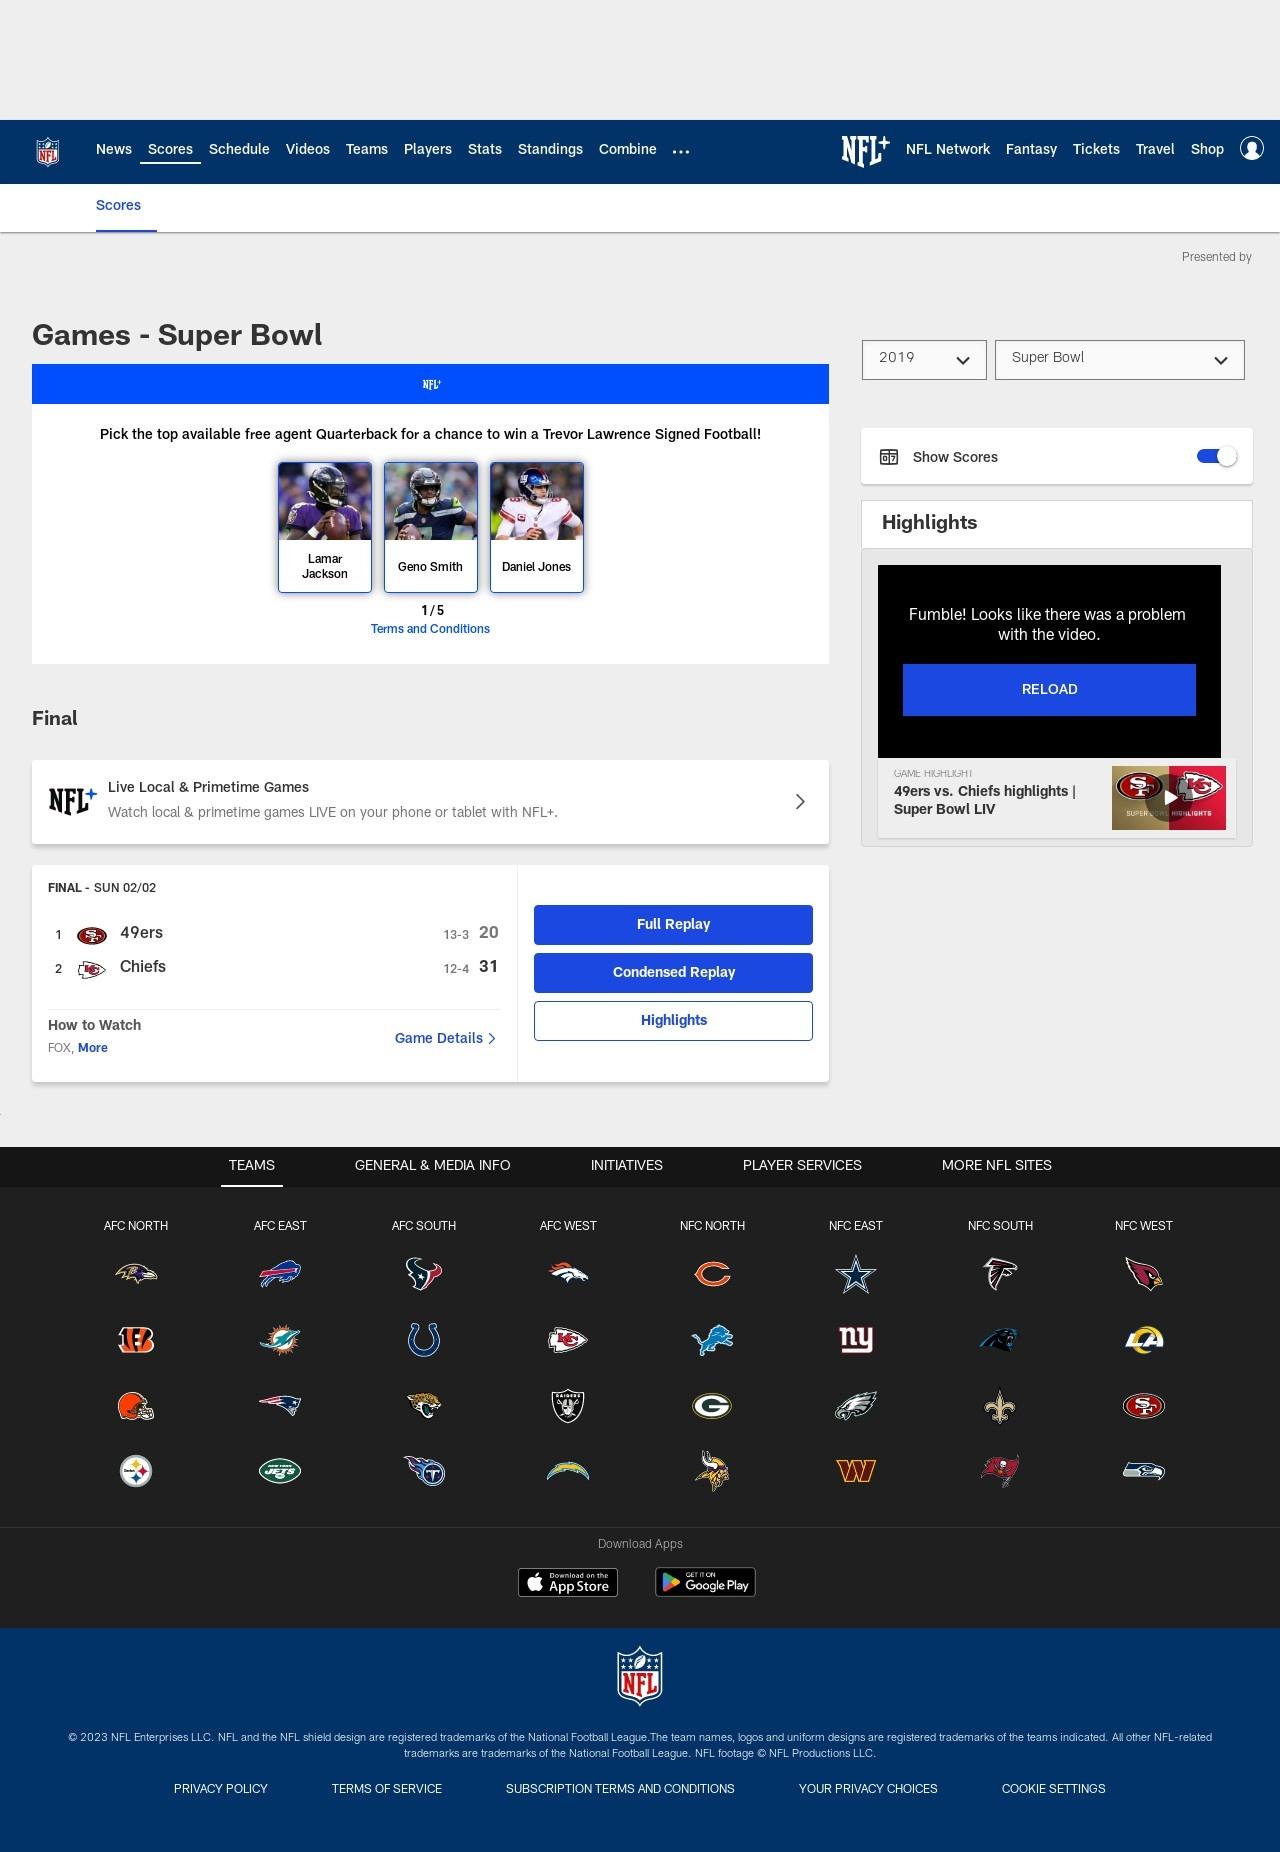 News Scores Schedule Videos Teams Players Stats Standings Combine ...
NFL+ NFL Network Fantasy Tickets Travel Shop
Scores
Presented by
Games - Super Bowl
2019
Super Bowl
NFL+
Pick the top available free agent Quarterback for a chance to win a Trevor Lawrence Signed Football!
Lamar
Jackson
Geno Smith
Daniel Jones
1 / 5
Terms and Conditions
Show Scores
Highlights
Fumble! Looks like there was a problem
with the video.
RELOAD
GAME HIGHLIGHT
49ers vs. Chiefs highlights |
Super Bowl LIV
SUPER BOWL HIGHLIGHTS
Final
NFL+
Live Local & Primetime Games
Watch local & primetime games LIVE on your phone or tablet with NFL+.
FINAL - SUN 02/02
1 49ers 13-3 20
2 Chiefs 12-4 31
How to Watch
FOX, More
Game Details
Full Replay
Condensed Replay
Highlights
TEAMS GENERAL & MEDIA INFO INITIATIVES PLAYER SERVICES MORE NFL SITES
AFC NORTH AFC EAST AFC SOUTH AFC WEST NFC NORTH NFC EAST NFC SOUTH NFC WEST
Download Apps
Download on the
App Store
GET IT ON
Google Play
NFL
© 2023 NFL Enterprises LLC. NFL and the NFL shield design are registered trademarks of the National Football League.The team names, logos and uniform designs are registered trademarks of the teams indicated. All other NFL-related
trademarks are trademarks of the National Football League. NFL footage © NFL Productions LLC.
PRIVACY POLICY TERMS OF SERVICE SUBSCRIPTION TERMS AND CONDITIONS YOUR PRIVACY CHOICES COOKIE SETTINGS